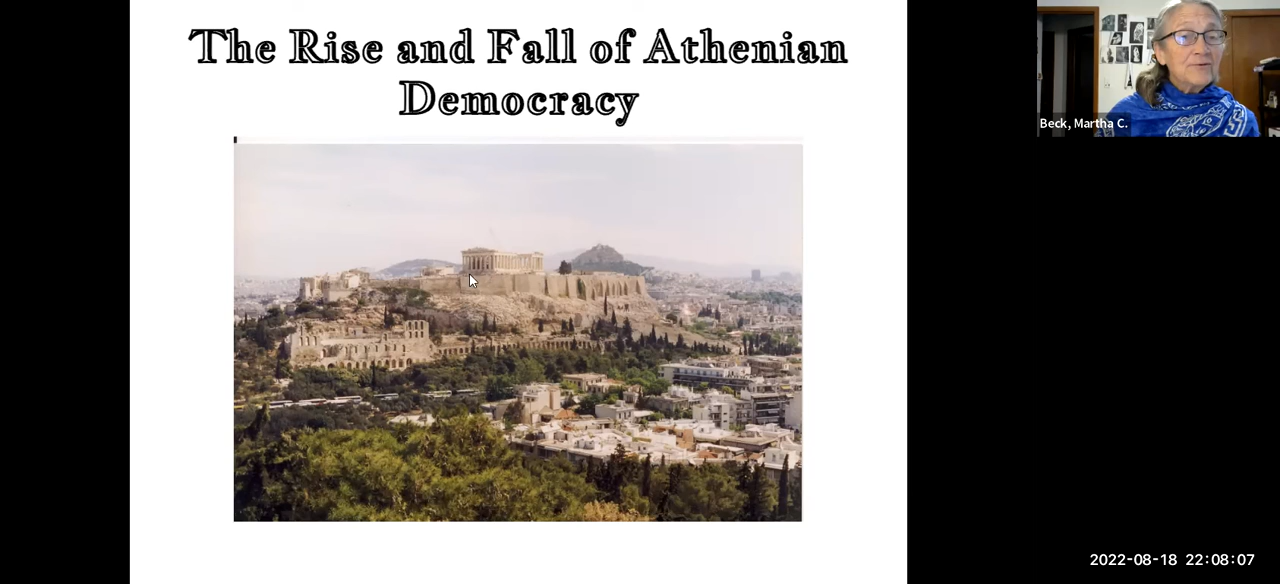 The Rise and Fall of Athenian
Democracy
Beck, Martha C.
2022-08-18 22:08:07